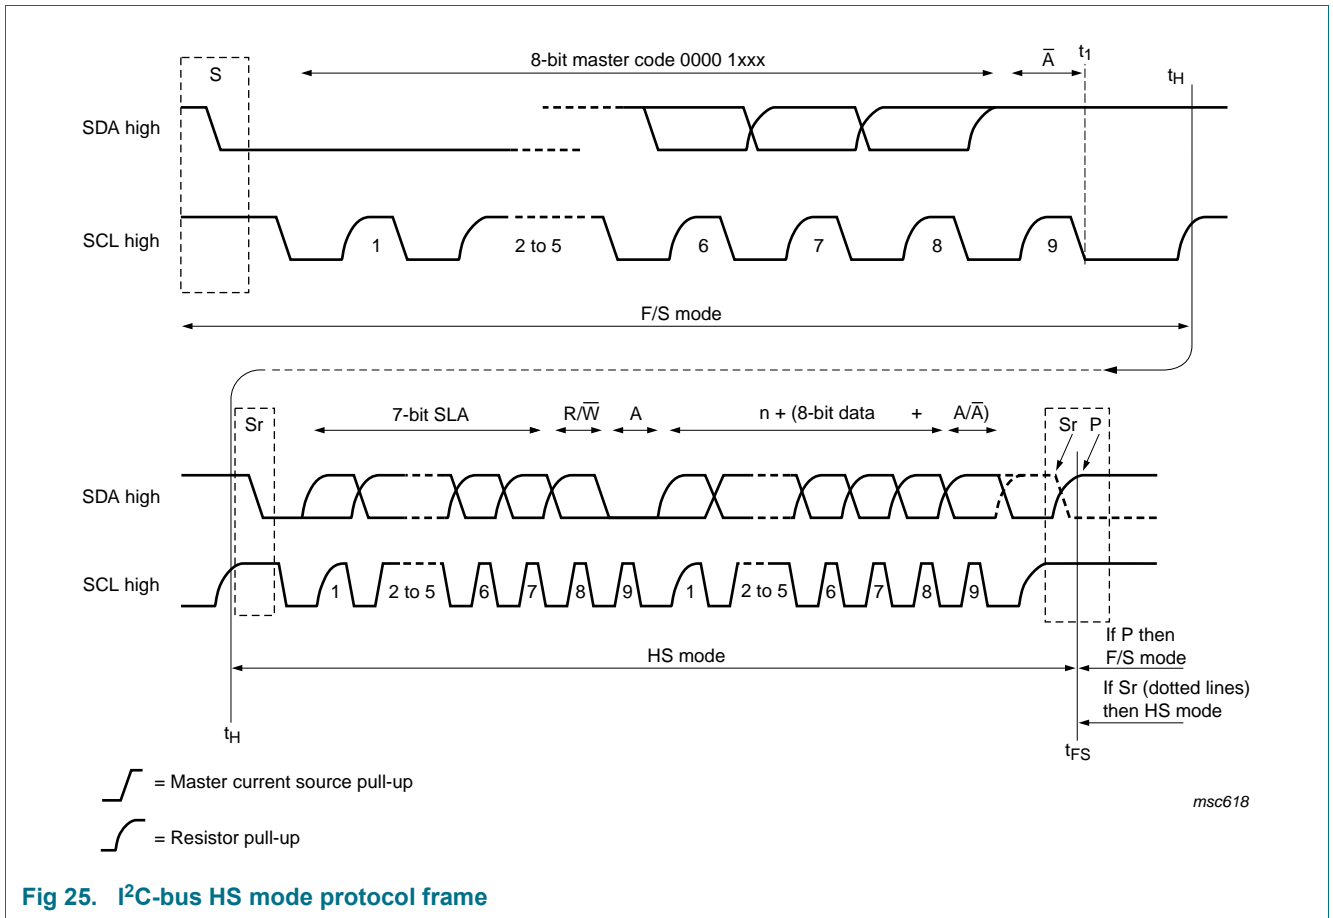 S
8-bit master code 0000 1xxx
A̅
t1
tH
SDA high
SCL high
1
2 to 5
6
7
8
9
F/S mode
Sr
7-bit SLA
R/W̅
A
n + (8-bit data + A/A̅)
Sr P
SDA high
SCL high
1
2 to 5
6
7
8
9
1
2 to 5
6
7
8
9
If P then
F/S mode
HS mode
If Sr (dotted lines)
then HS mode
tH
tFS
= Master current source pull-up
msc618
= Resistor pull-up
Fig 25. I²C-bus HS mode protocol frame